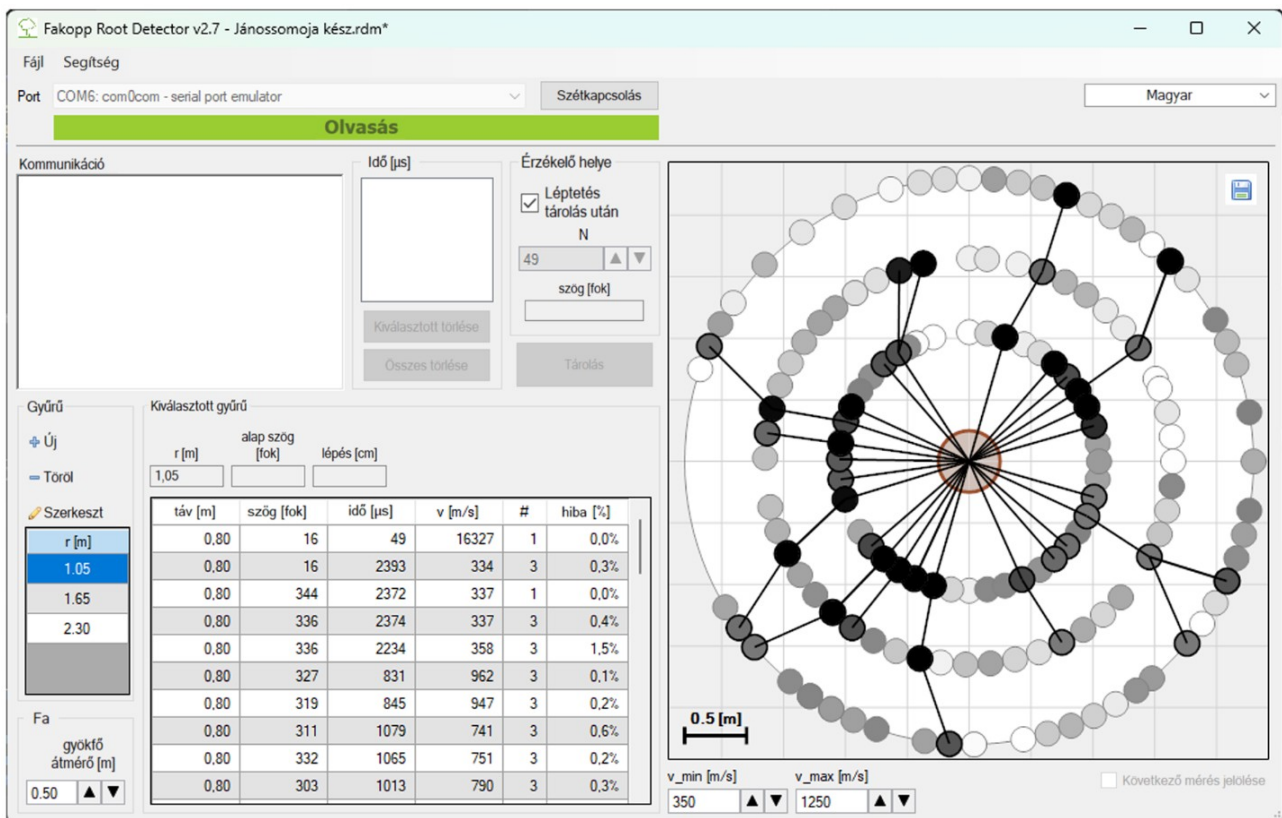 Fakopp Root Detector v2.7 - Jánossomoja kész.rdm*
Fájl Segítség
Port COM6: com0com - serial port emulator Szétkapcsolás Magyar
Olvasás
Kommunikáció
Idő [µs]
Kiválasztott törlése
Összes törlése
Érzékelő helye
Léptetés
tárolás után
N
49
szög [fok]
Tárolás
Gyűrű
Új
Töröl
Szerkeszt
r [m]
1.05
1.65
2.30
Fa
gyökfő
átmérő [m]
0.50
Kiválasztott gyűrű
r [m] alap szög [fok] lépés [cm]
1,05
táv [m] szög [fok] idő [µs] v [m/s] # hiba [%]
0,80 16 49 16327 1 0,0%
0,80 16 2393 334 3 0,3%
0,80 344 2372 337 1 0,0%
0,80 336 2374 337 3 0,4%
0,80 336 2234 358 3 1,5%
0,80 327 831 962 3 0,1%
0,80 319 845 947 3 0,2%
0,80 311 1079 741 3 0,6%
0,80 332 1065 751 3 0,2%
0,80 303 1013 790 3 0,3%
0.5 [m]
v_min [m/s] v_max [m/s]
350 1250
Következő mérés jelölése